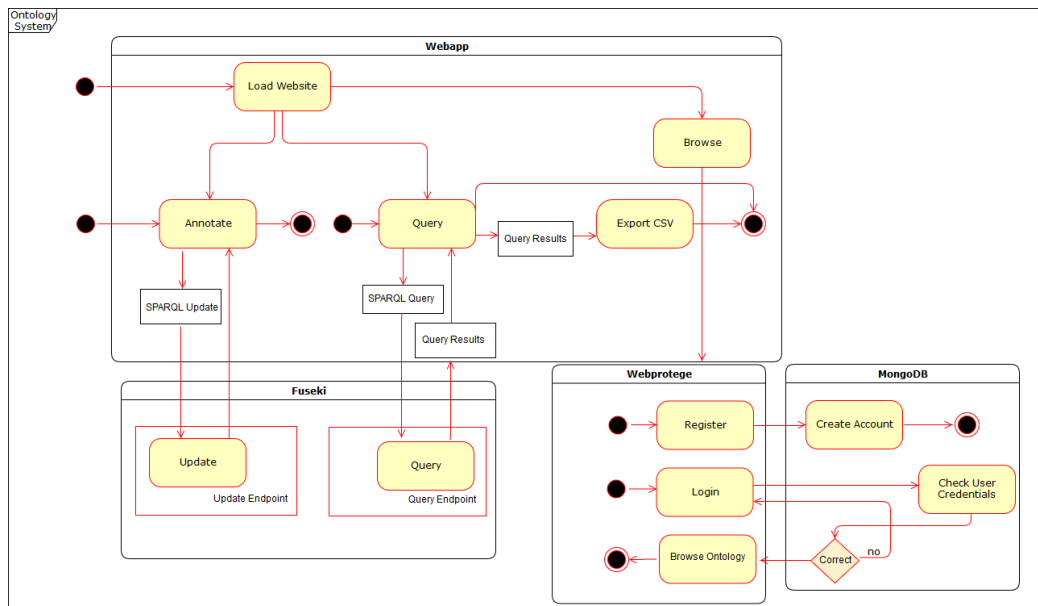 Ontology
System
Webapp
Load Website
Browse
Annotate
Query
Query Results
Export CSV
SPARQL Update
SPARQL Query
Query Results
Fuseki
Update
Update Endpoint
Query
Query Endpoint
Webprotege
MongoDB
Register
Create Account
Login
Check User
Credentials
Browse Ontology
Correct
no